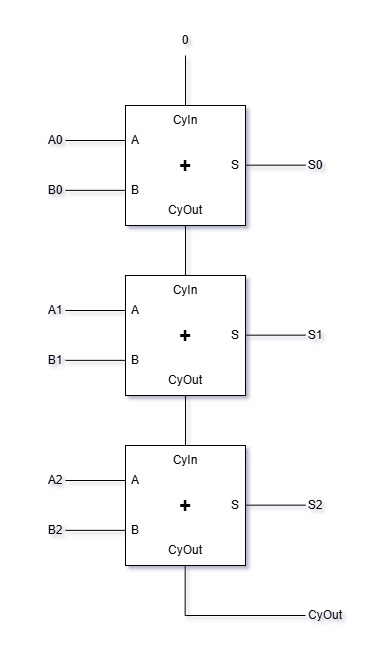 0
CyIn
A0 A
+ S S0
B0 B
CyOut
CyIn
A1 A
+ S S1
B1 B
CyOut
CyIn
A2 A
+ S S2
B2 B
CyOut
CyOut